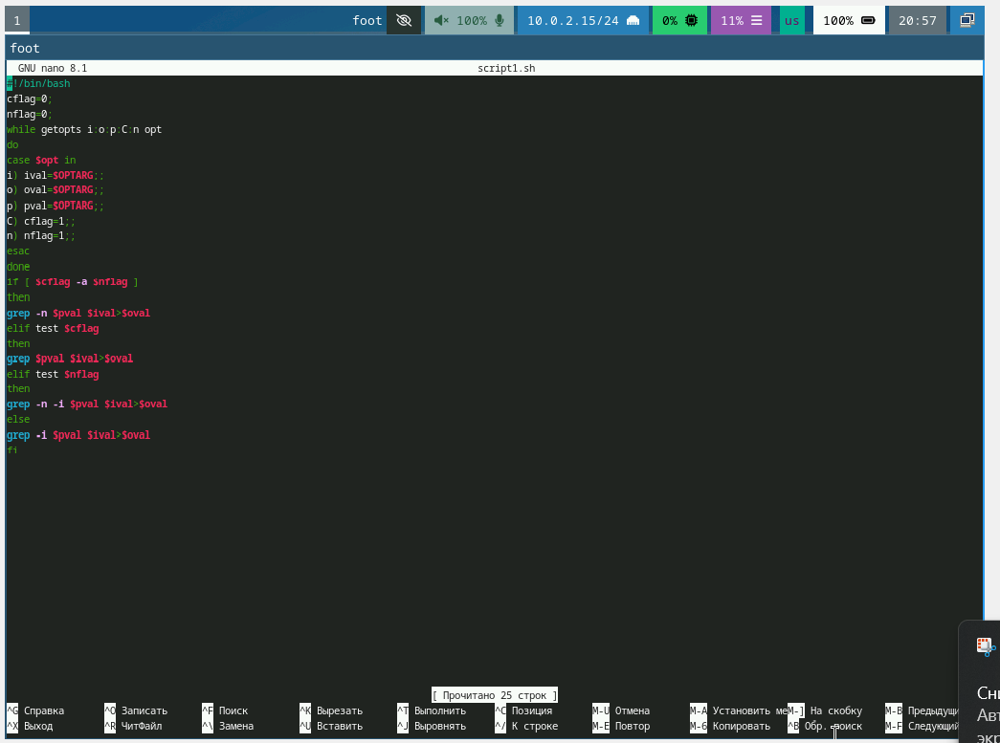 1 foot 100% 10.0.2.15/24 0% 11% us 100% 20:57
foot
GNU nano 8.1 script1.sh
#!/bin/bash
cflag=0;
nflag=0;
while getopts i:o:p:C:n opt
do
case $opt in
i) ival=$OPTARG;;
o) oval=$OPTARG;;
p) pval=$OPTARG;;
C) cflag=1;;
n) nflag=1;;
esac
done
if [ $cflag -a $nflag ]
then
grep -n $pval $ival>$oval
elif test $cflag
then
grep $pval $ival>$oval
elif test $nflag
then
grep -n -i $pval $ival>$oval
else
grep -i $pval $ival>$oval
fi
[ Прочитано 25 строк ]
^G Справка ^O Записать ^F Поиск ^K Вырезать ^T Выполнить ^C Позиция M-U Отмена M-A Установить ме M-] На скобку M-B Предыдущи
^X Выход ^R ЧитФайл ^\ Замена ^U Вставить ^J Выровнять ^/ К строке M-E Повтор M-6 Копировать ^B Обр. поиск M-F Следующий
Сни
Авт
экр